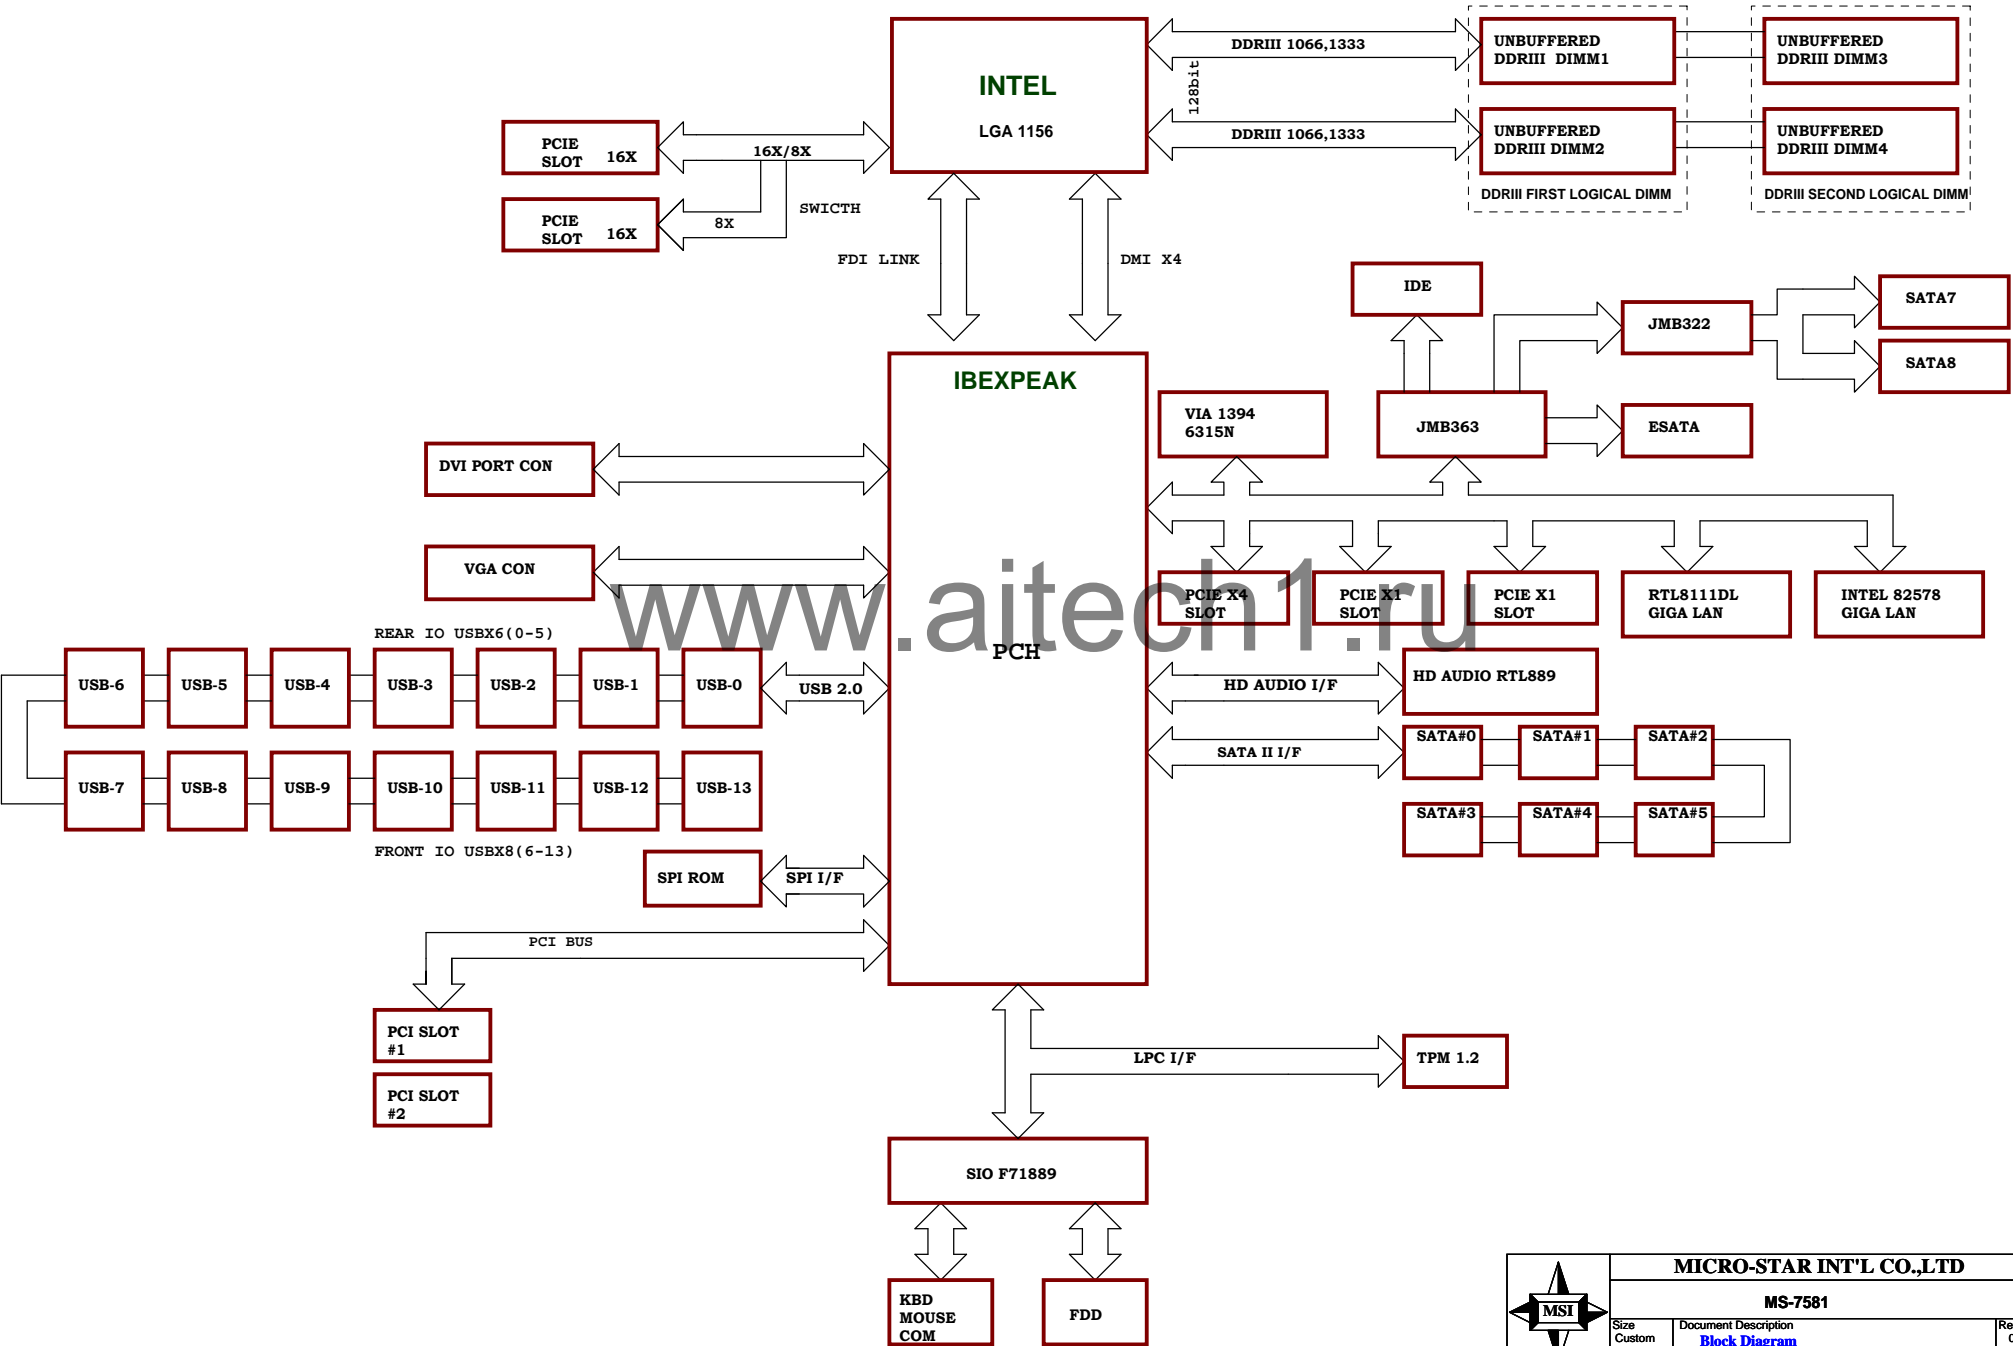 INTEL
LGA 1156
DDRIII 1066,1333
128bit
DDRIII 1066,1333
UNBUFFERED
DDRIII DIMM1
UNBUFFERED
DDRIII DIMM3
UNBUFFERED
DDRIII DIMM2
UNBUFFERED
DDRIII DIMM4
DDRIII FIRST LOGICAL DIMM
DDRIII SECOND LOGICAL DIMM
PCIE
SLOT 16X
16X/8X
PCIE
SLOT 16X
8X
SWICTH
FDI LINK
DMI X4
IDE
JMB322
SATA7
SATA8
IBEXPEAK
VIA 1394
6315N
JMB363
ESATA
DVI PORT CON
VGA CON
PCIE X4
SLOT
PCIE X1
SLOT
PCIE X1
SLOT
RTL8111DL
GIGA LAN
INTEL 82578
GIGA LAN
www.aitech1.ru
PCH
REAR IO USBX6(0-5)
USB-6
USB-5
USB-4
USB-3
USB-2
USB-1
USB-0
USB 2.0
HD AUDIO I/F
HD AUDIO RTL889
SATA II I/F
SATA#0
SATA#1
SATA#2
USB-7
USB-8
USB-9
USB-10
USB-11
USB-12
USB-13
SATA#3
SATA#4
SATA#5
FRONT IO USBX8(6-13)
SPI ROM
SPI I/F
PCI BUS
PCI SLOT
#1
PCI SLOT
#2
LPC I/F
TPM 1.2
SIO F71889
KBD
MOUSE
COM
FDD
MSI
MICRO-STAR INT'L CO.,LTD
MS-7581
Size
Custom
Document Description
Block Diagram